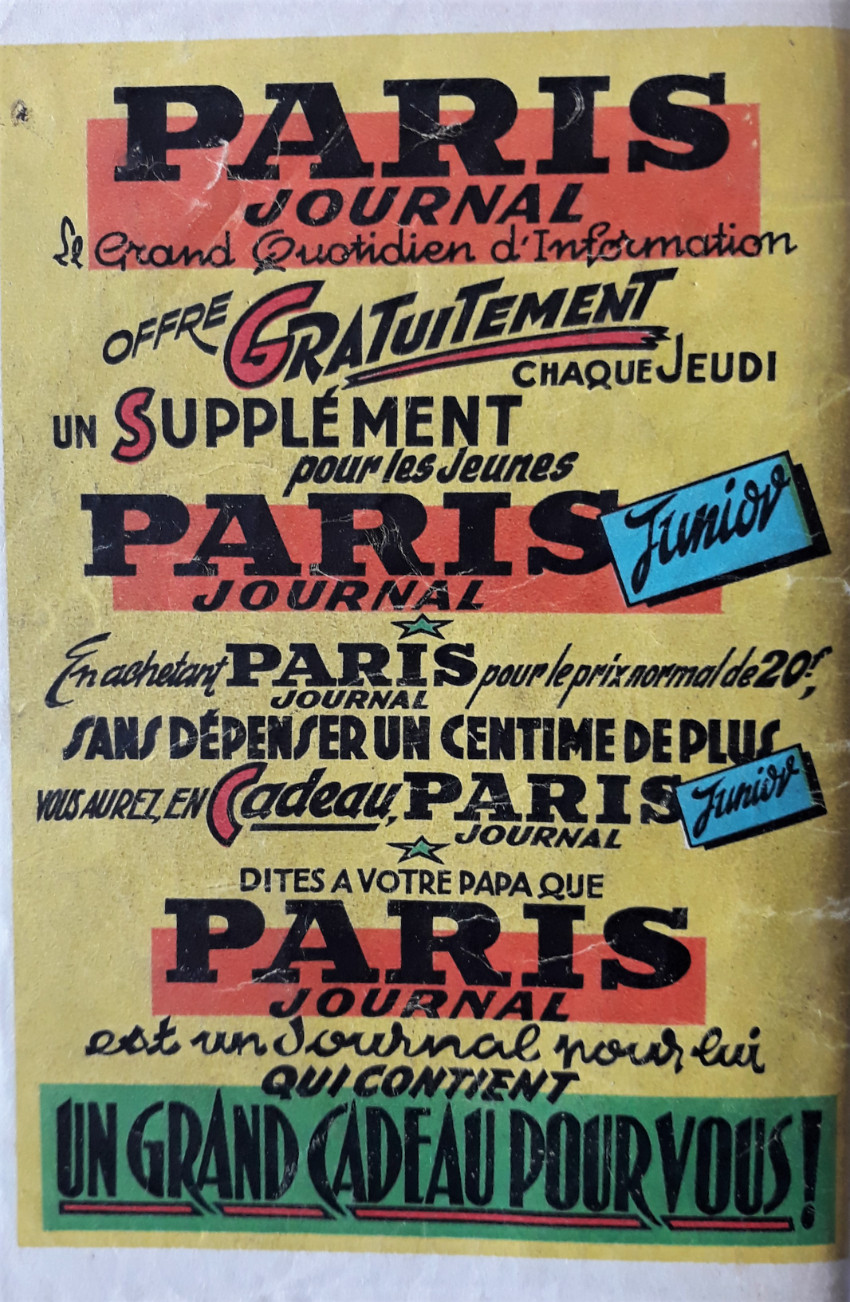 PARIS
JOURNAL
Le Grand Quotidien d'Information
OFFRE GRATUITEMENT
CHAQUE JEUDI
UN SUPPLÉMENT
pour les Jeunes
PARIS Junior
JOURNAL
En achetant PARIS pour le prix normal de 20f,
JOURNAL
SANS DÉPENSER UN CENTIME DE PLUS
VOUS AUREZ, EN Cadeau, PARIS Junior
JOURNAL
DITES A VOTRE PAPA QUE
PARIS
JOURNAL
est un Journal pour lui
QUI CONTIENT
UN GRAND CADEAU POUR VOUS!